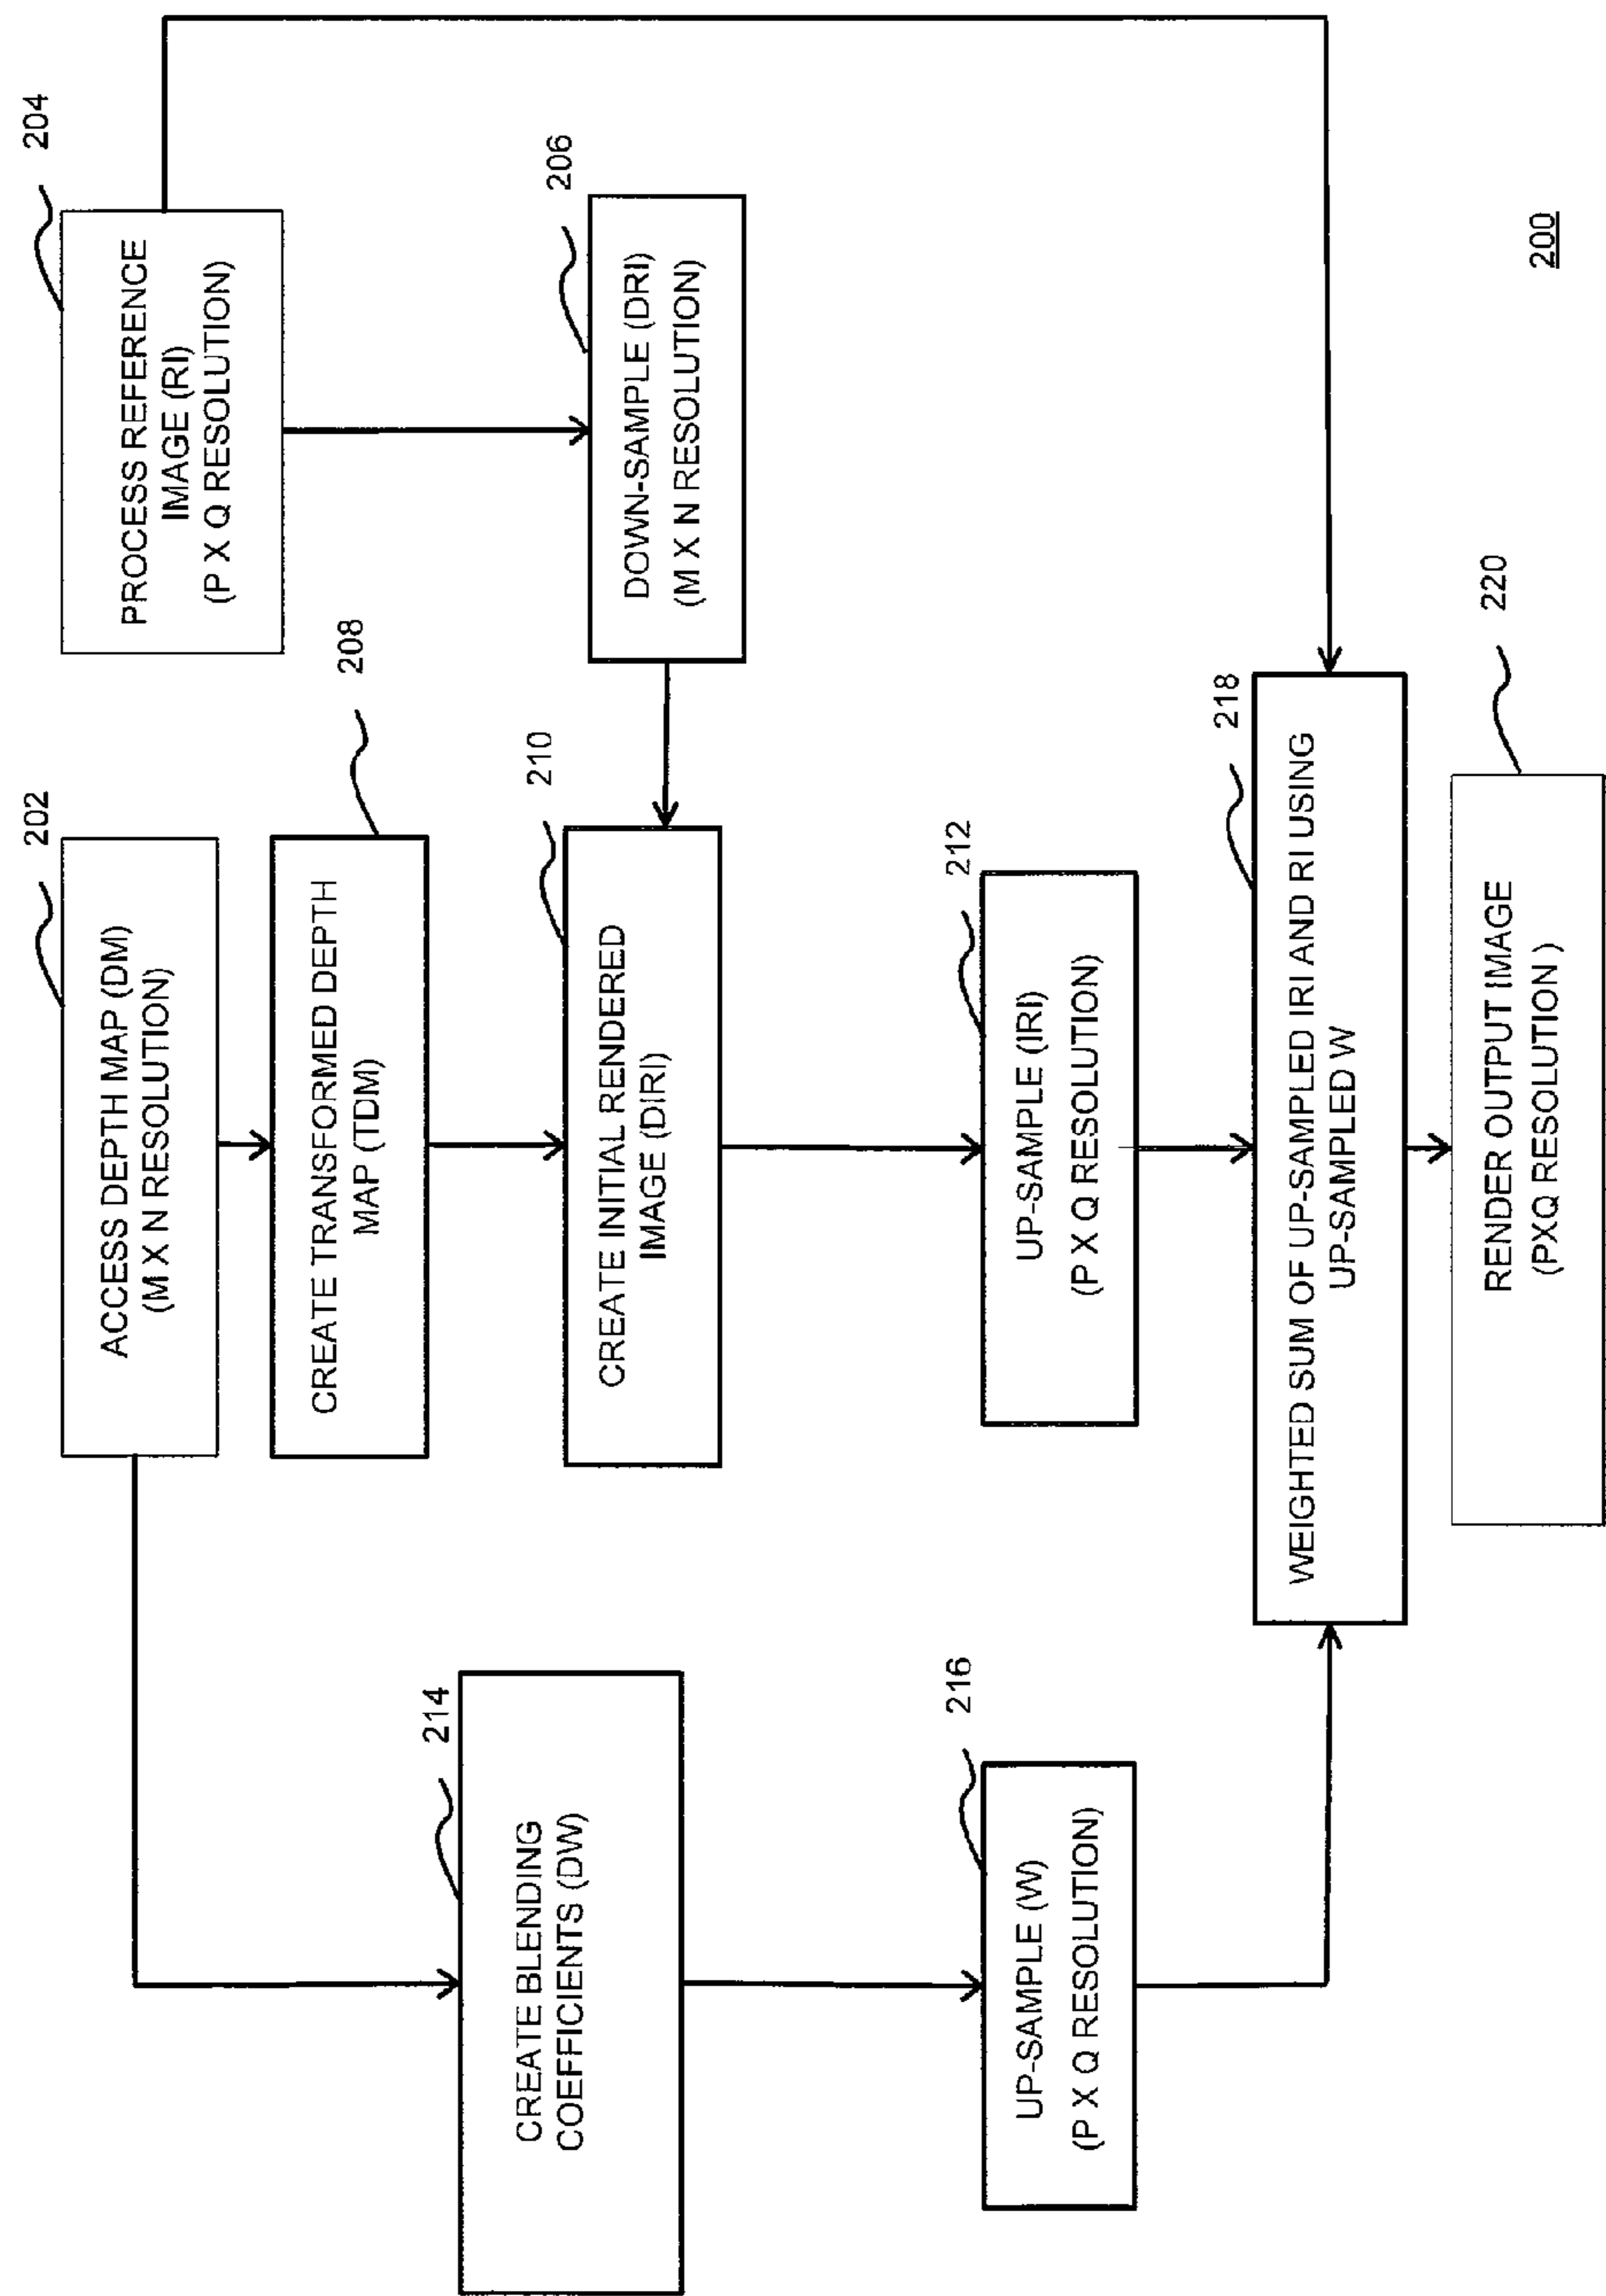 204
PROCESS REFERENCE
IMAGE (RI)
(P X Q RESOLUTION)
206
DOWN-SAMPLE (DRI)
(M X N RESOLUTION)
202
ACCESS DEPTH MAP (DM)
(M X N RESOLUTION)
208
CREATE TRANSFORMED DEPTH
MAP (TDM)
210
CREATE INITIAL RENDERED
IMAGE (DIRI)
212
UP-SAMPLE (IRI)
(P X Q RESOLUTION)
214
CREATE BLENDING
COEFFICIENTS (DW)
216
UP-SAMPLE (W)
(P X Q RESOLUTION)
218
WEIGHTED SUM OF UP-SAMPLED IRI AND RI USING
UP-SAMPLED W
220
RENDER OUTPUT IMAGE
(PXQ RESOLUTION )
200